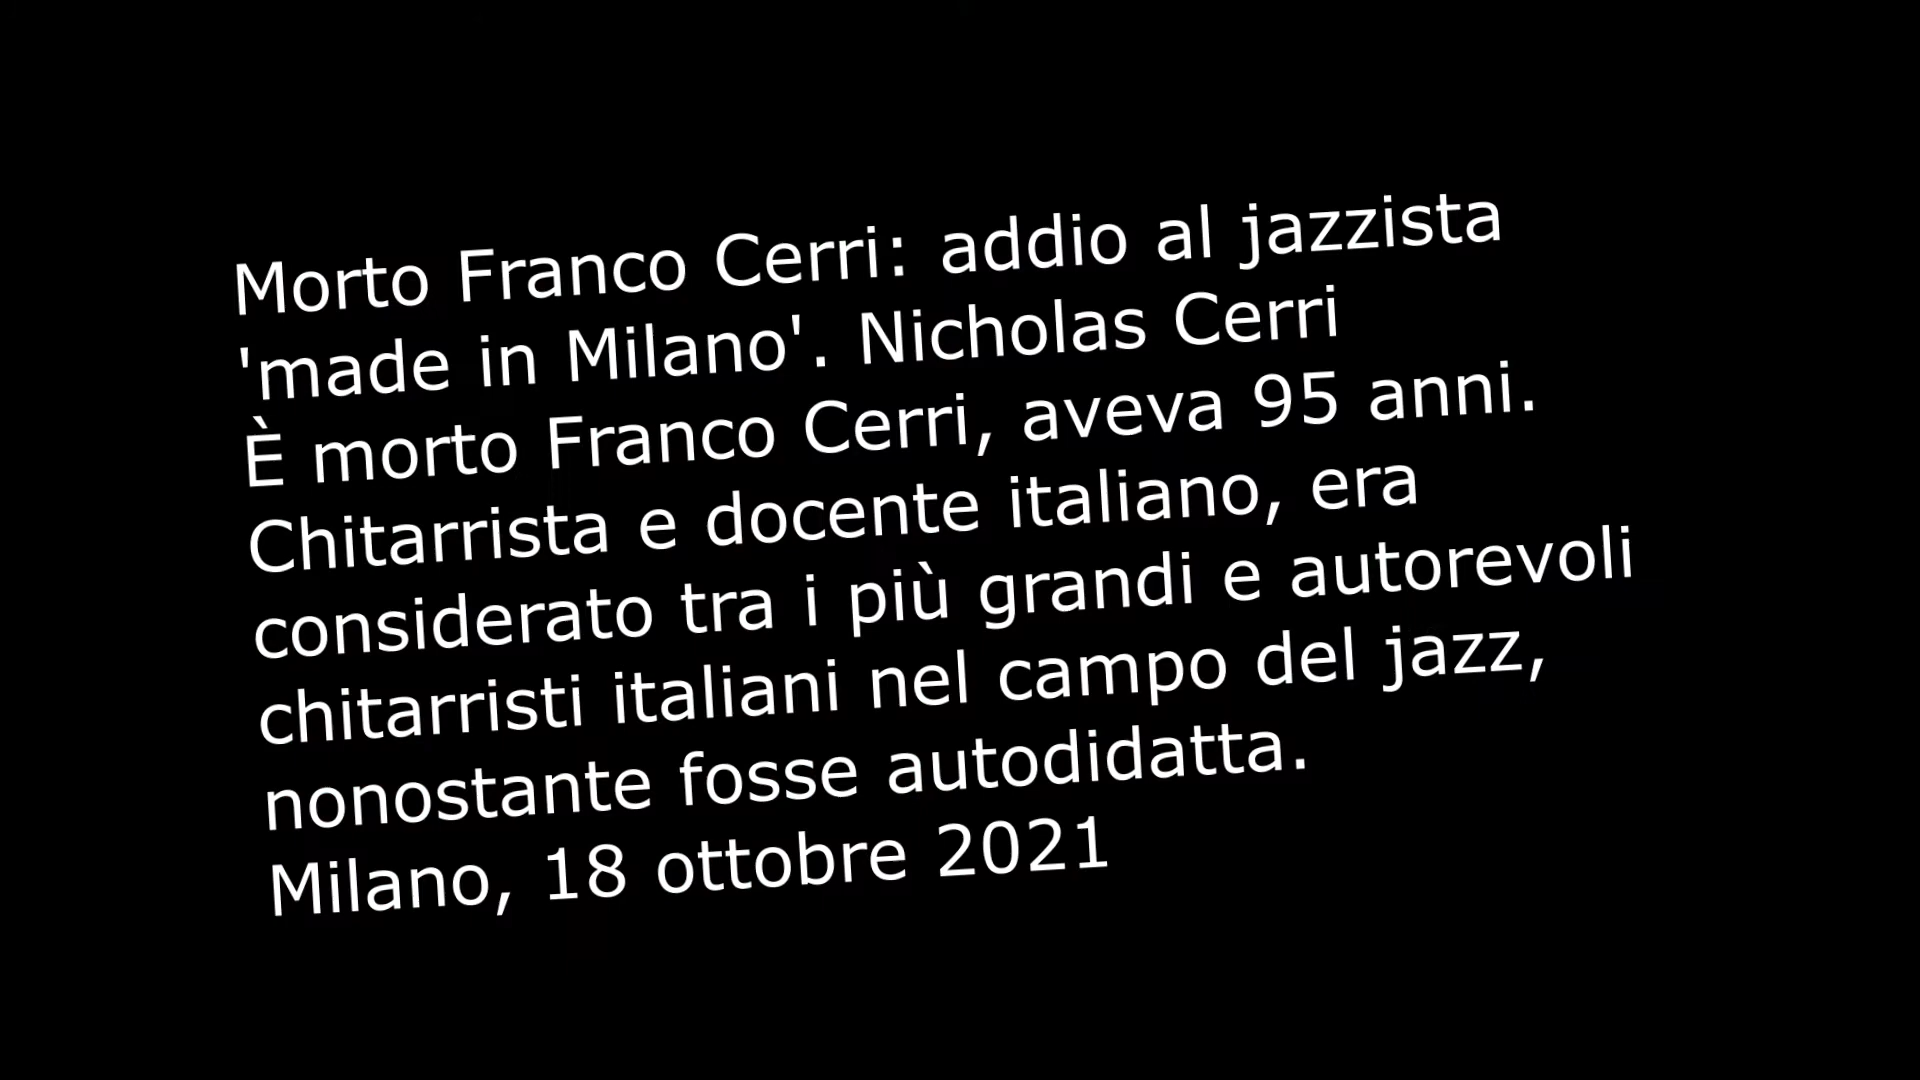 Morto Franco Cerri: addio al jazzista
'made in Milano'. Nicholas Cerri
È morto Franco Cerri, aveva 95 anni.
Chitarrista e docente italiano, era
considerato tra i più grandi e autorevoli
chitarristi italiani nel campo del jazz,
nonostante fosse autodidatta.
Milano, 18 ottobre 2021